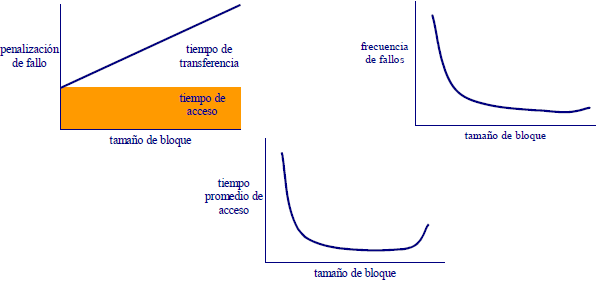 penalización
de fallo
tiempo de
transferencia
tiempo de
acceso
tamaño de bloque
frecuencia
de fallos
tamaño de bloque
tiempo
promedio de
acceso
tamaño de bloque